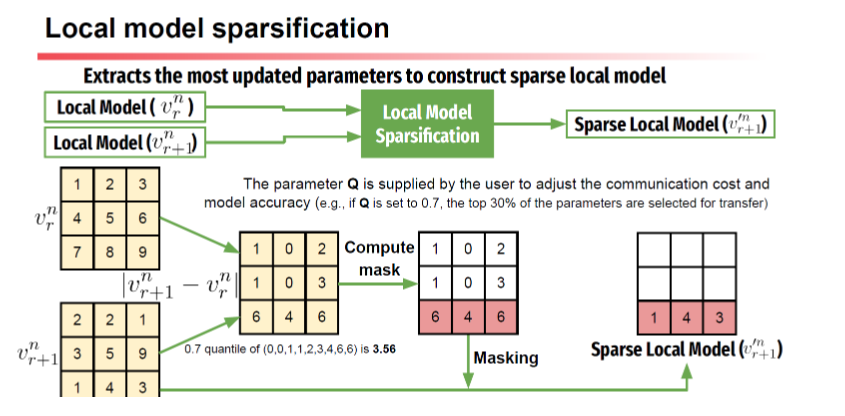 Local model sparsification
Extracts the most updated parameters to construct sparse local model
Local Model ( v_r^n )
Local Model (v_{r+1}^n)
Local Model
Sparsification
Sparse Local Model (v'^n_{r+1})
The parameter Q is supplied by the user to adjust the communication cost and
model accuracy (e.g., if Q is set to 0.7, the top 30% of the parameters are selected for transfer)
v_r^n
1 2 3
4 5 6
7 8 9
|v_{r+1}^n − v_r^n|
1 0 2
1 0 3
6 4 6
Compute
mask
1 0 2
1 0 3
6 4 6
1 4 3
v_{r+1}^n
2 2 1
3 5 9
1 4 3
0.7 quantile of (0,0,1,1,2,3,4,6,6) is 3.56
Masking
Sparse Local Model (v'^n_{r+1})